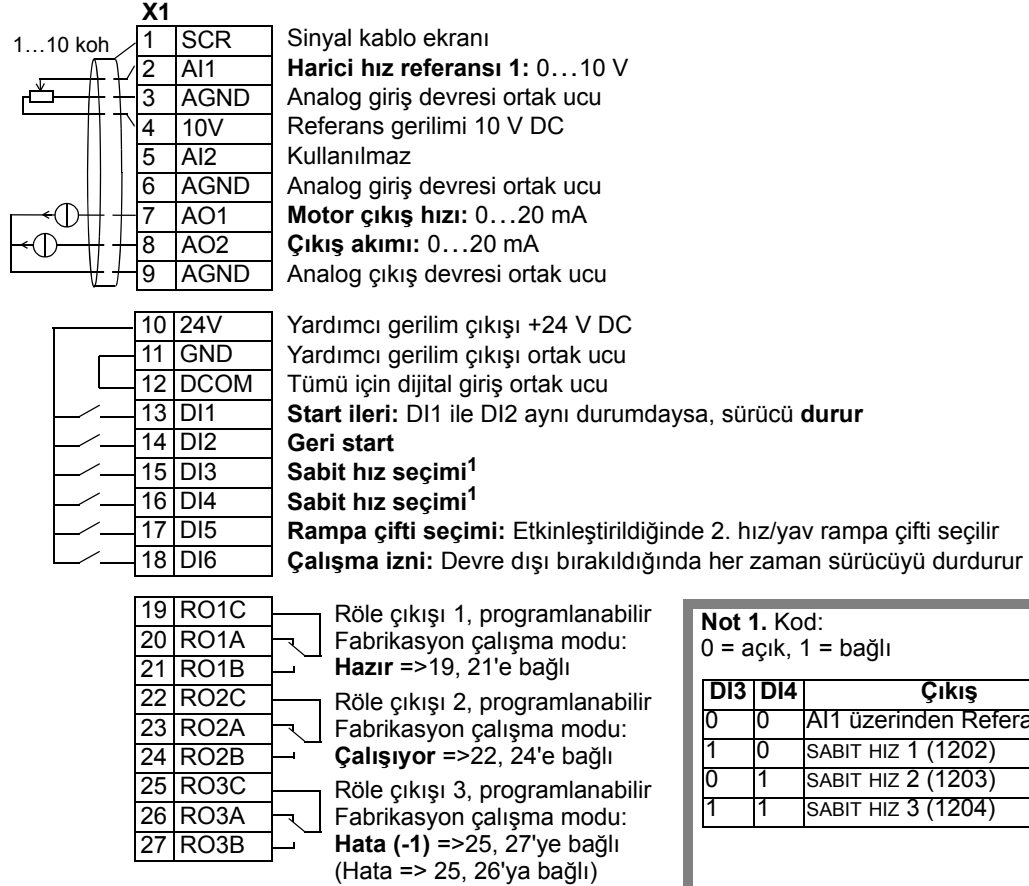 X1
1…10 koh
1 SCR Sinyal kablo ekranı
2 AI1 Harici hız referansı 1: 0…10 V
3 AGND Analog giriş devresi ortak ucu
4 10V Referans gerilimi 10 V DC
5 AI2 Kullanılmaz
6 AGND Analog giriş devresi ortak ucu
7 AO1 Motor çıkış hızı: 0…20 mA
8 AO2 Çıkış akımı: 0…20 mA
9 AGND Analog çıkış devresi ortak ucu
10 24V Yardımcı gerilim çıkışı +24 V DC
11 GND Yardımcı gerilim çıkışı ortak ucu
12 DCOM Tümü için dijital giriş ortak ucu
13 DI1 Start ileri: DI1 ile DI2 aynı durumdaysa, sürücü durur
14 DI2 Geri start
15 DI3 Sabit hız seçimi1
16 DI4 Sabit hız seçimi1
17 DI5 Rampa çifti seçimi: Etkinleştirildiğinde 2. hız/yav rampa çifti seçilir
18 DI6 Çalışma izni: Devre dışı bırakıldığında her zaman sürücüyü durdurur
19 RO1C Röle çıkışı 1, programlanabilir
20 RO1A Fabrikasyon çalışma modu:
21 RO1B Hazır =>19, 21'e bağlı
22 RO2C Röle çıkışı 2, programlanabilir
23 RO2A Fabrikasyon çalışma modu:
24 RO2B Çalışıyor =>22, 24'e bağlı
25 RO3C Röle çıkışı 3, programlanabilir
26 RO3A Fabrikasyon çalışma modu:
27 RO3B Hata (-1) =>25, 27'ye bağlı
(Hata => 25, 26'ya bağlı)
Not 1. Kod:
0 = açık, 1 = bağlı
DI3 DI4 Çıkış
0 0 AI1 üzerinden
1 0 SABIT HIZ 1 (1202)
0 1 SABIT HIZ 2 (1203)
1 1 SABIT HIZ 3 (1204)